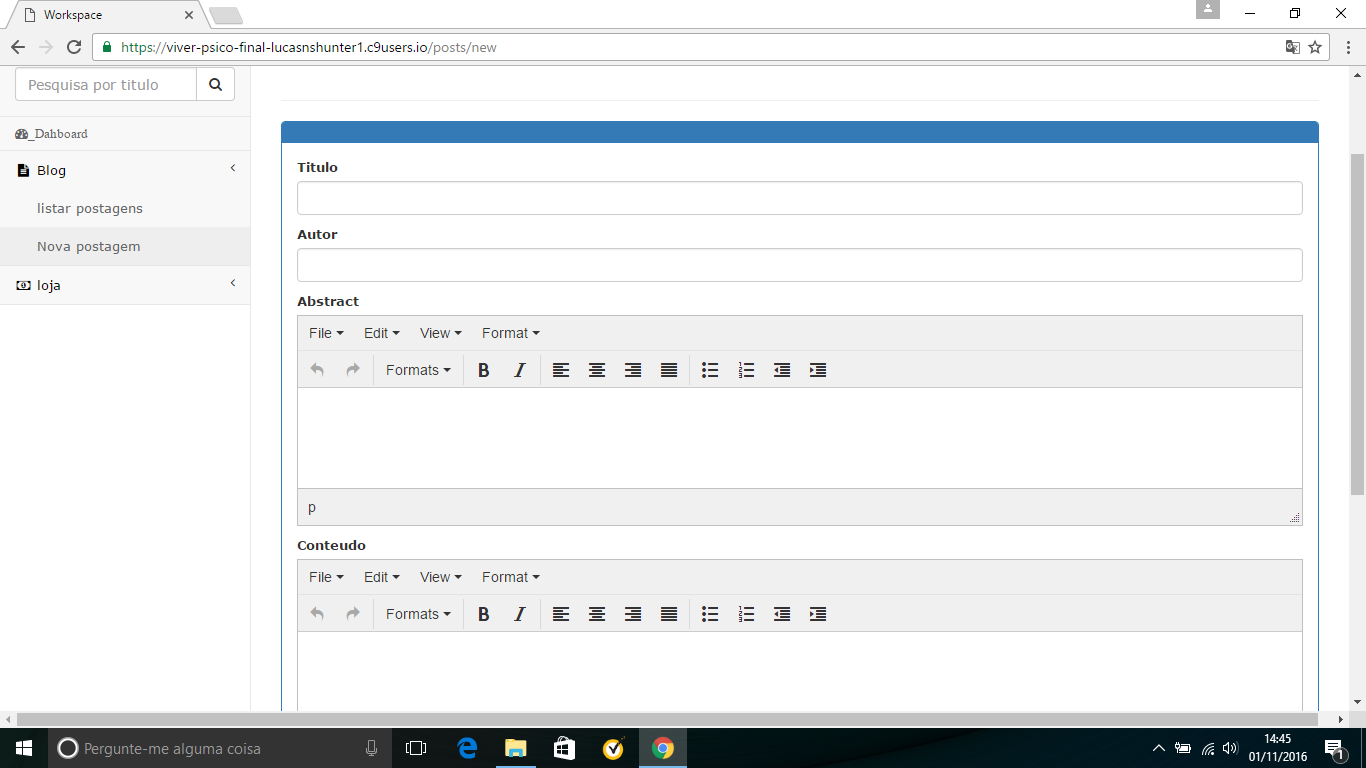 Workspace
https://viver-psico-final-lucasnshunter1.c9users.io/posts/new
Pesquisa por titulo
_Dahboard
Blog
listar postagens
Nova postagem
loja
Titulo
Autor
Abstract
File Edit View Format
Formats B I
p
Conteudo
File Edit View Format
Formats B I
Pergunte-me alguma coisa
14:45
01/11/2016
1